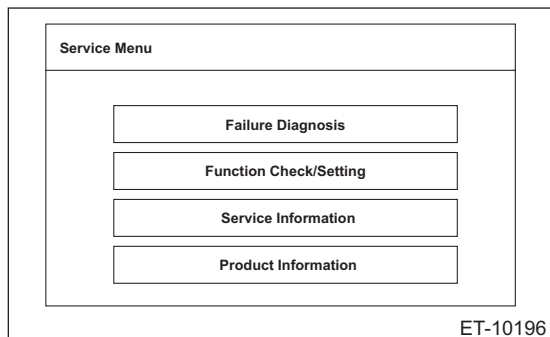 Service Menu
Failure Diagnosis
Function Check/Setting
Service Information
Product Information
ET-10196